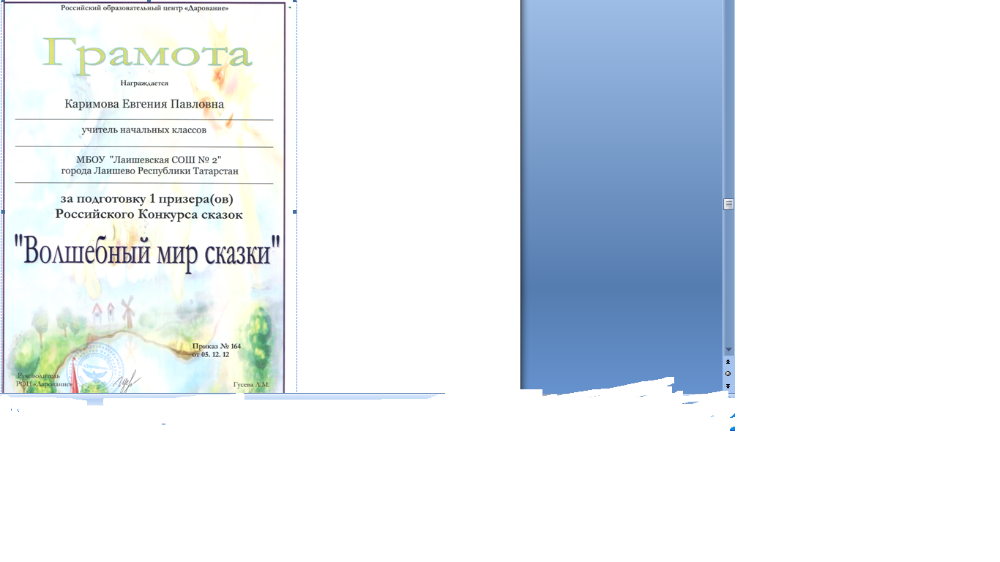 Российский образовательный центр «Дарование»
Грамота
Награждается
Каримова Евгения Павловна
учитель начальных классов
МБОУ "Лаишевская СОШ № 2"
города Лаишево Республики Татарстан
за подготовку 1 призера(ов)
Российского Конкурса сказок
"Волшебный мир сказки"
Приказ № 164
от 05. 12. 12
Руководитель
РОЦ «Дарование»
Гусева Л.М.